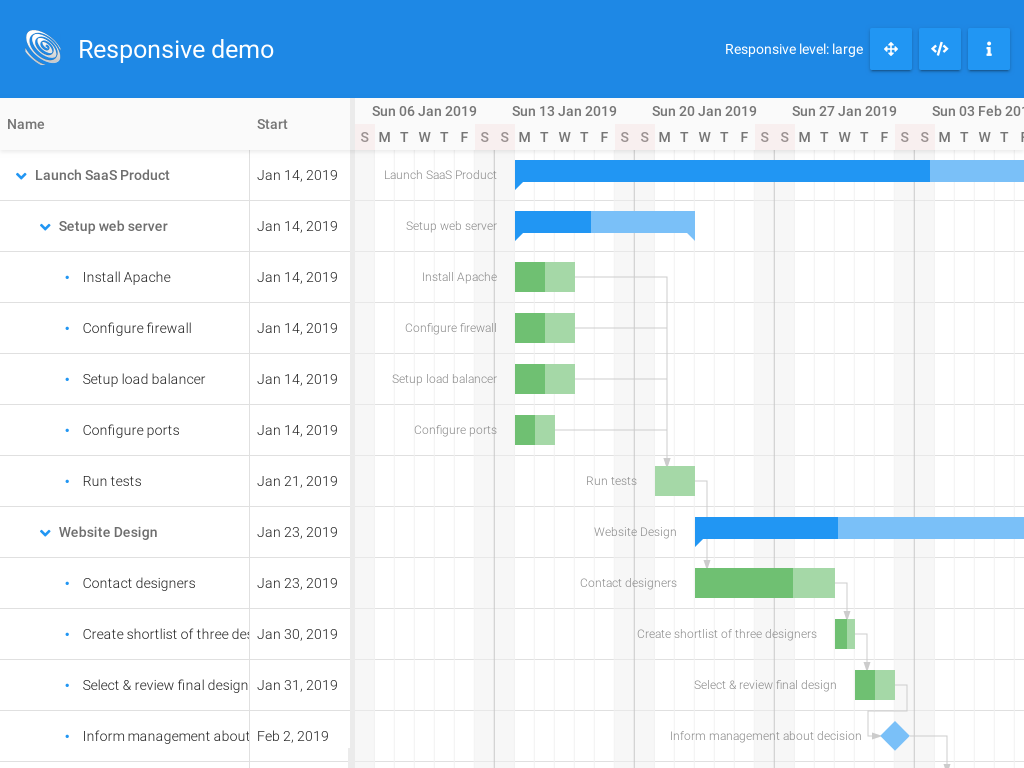 Responsive demo
Responsive level: large
Name Start
Sun 06 Jan 2019 Sun 13 Jan 2019 Sun 20 Jan 2019 Sun 27 Jan 2019 Sun 03 Feb 201
S M T W T F S S M T W T F S S M T W T F S S M T W T F S S M T W T F
Launch SaaS Product Jan 14, 2019 Launch SaaS Product
Setup web server Jan 14, 2019 Setup web server
Install Apache Jan 14, 2019 Install Apache
Configure firewall Jan 14, 2019 Configure firewall
Setup load balancer Jan 14, 2019 Setup load balancer
Configure ports Jan 14, 2019 Configure ports
Run tests Jan 21, 2019 Run tests
Website Design Jan 23, 2019 Website Design
Contact designers Jan 23, 2019 Contact designers
Create shortlist of three des Jan 30, 2019 Create shortlist of three designers
Select & review final design Jan 31, 2019 Select & review final design
Inform management about Feb 2, 2019 Inform management about decision